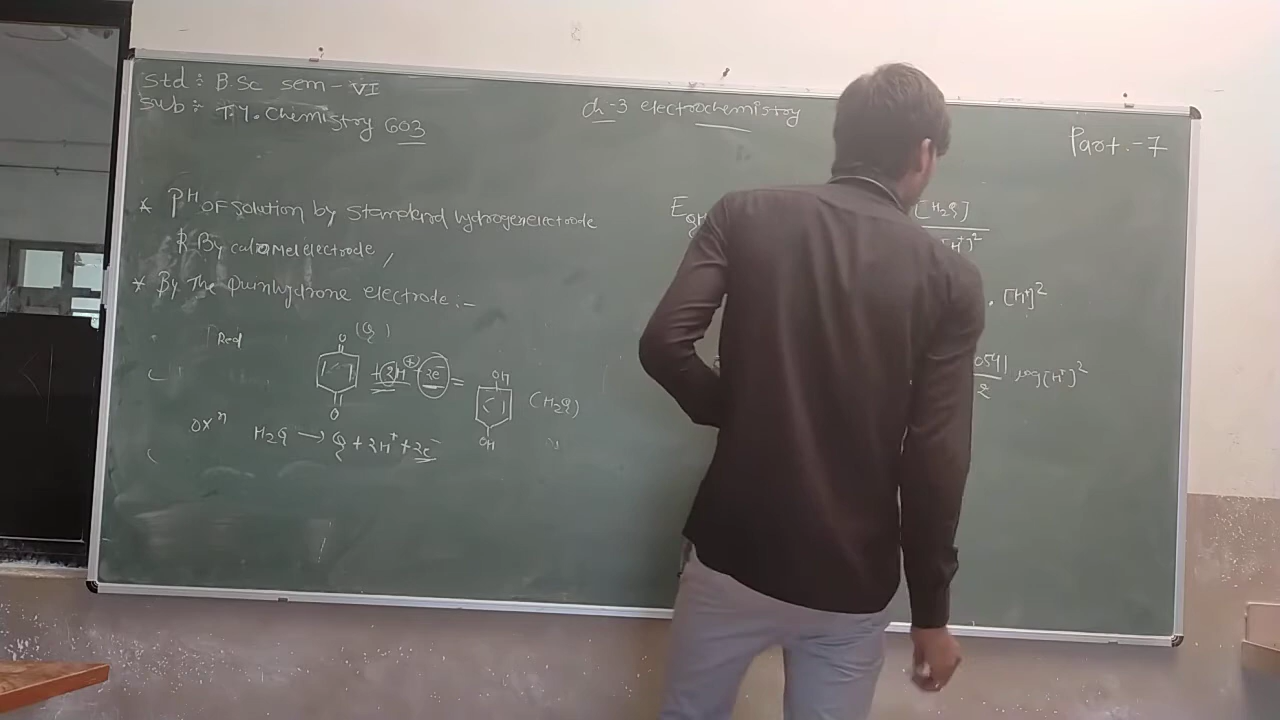 Std : B.Sc sem - VI
Sub : T.Y. Chemistry 603
Ch-3 electrochemistry
Part.-7
* PH OF solution by standard hydrogen electrode
& By calomel electrode,
* By The Quinhydrone electrode :-
Red
O (Q)
+ 2H+ + 2e- =
O
OH
(H2Q)
OH
oxn H2Q → Q + 2H+ + 2e-
E
[H2Q]
[H+]2
. [H+]2
0591
2
log [H+]2